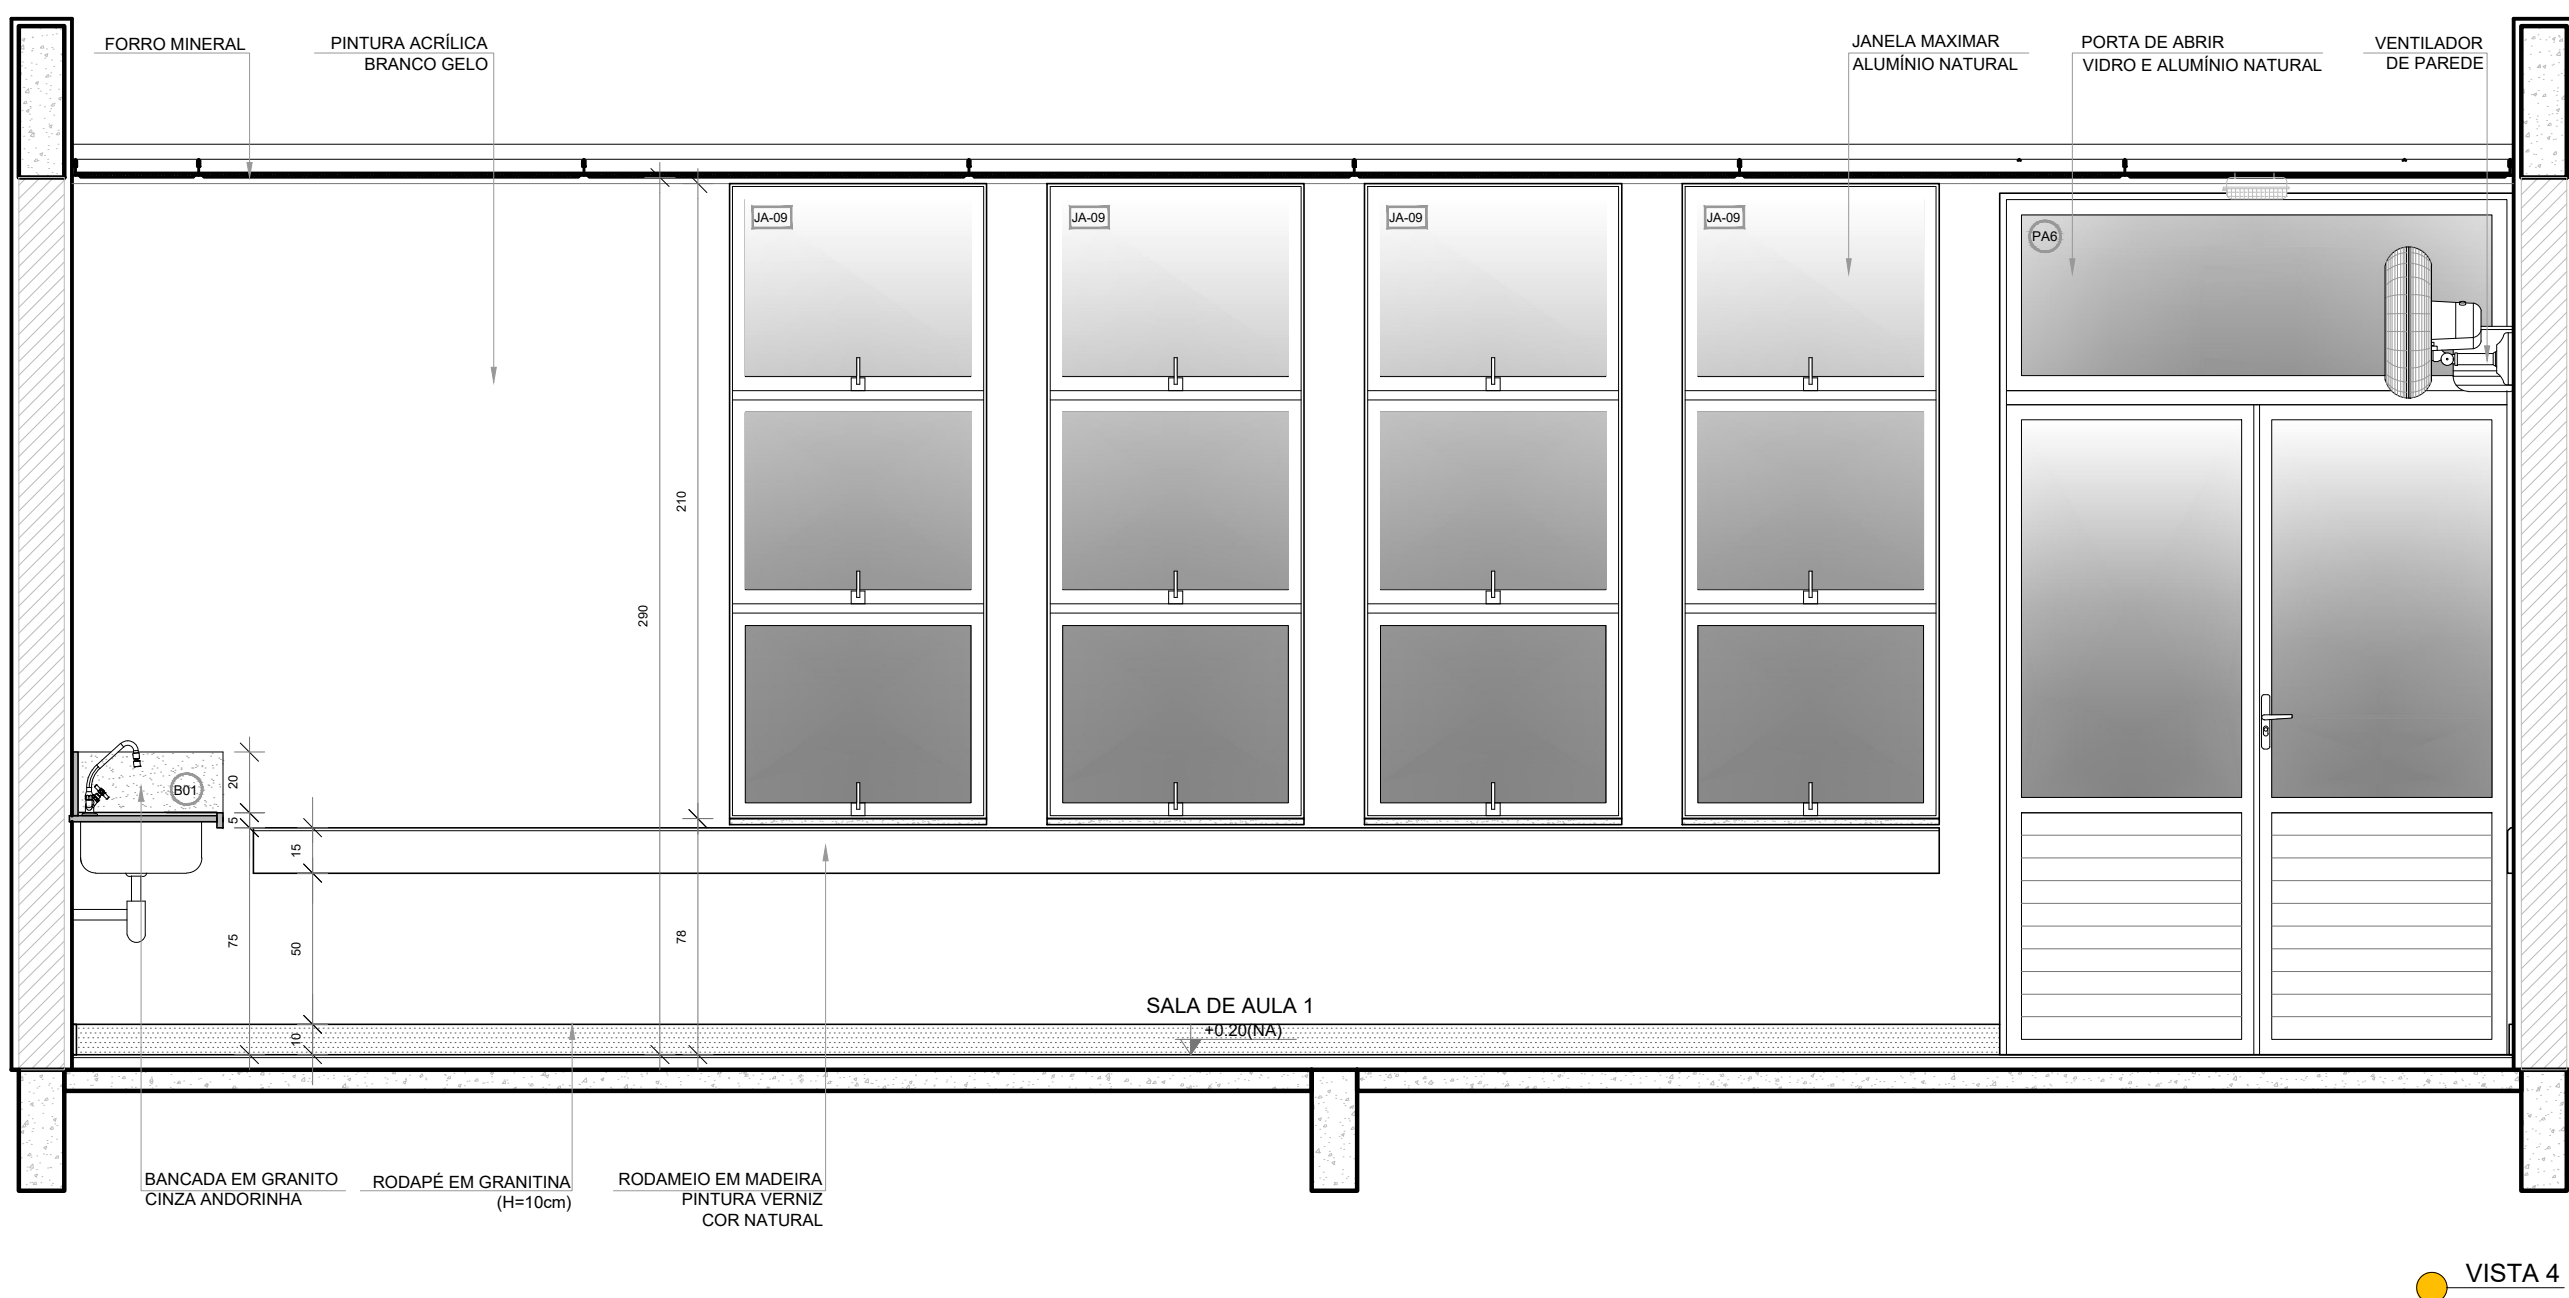 FORRO MINERAL
PINTURA ACRÍLICA
BRANCO GELO
JANELA MAXIMAR
ALUMÍNIO NATURAL
PORTA DE ABRIR
VIDRO E ALUMÍNIO NATURAL
VENTILADOR
DE PAREDE
JA-09
JA-09
JA-09
JA-09
PA6
210
290
20
B01
5
15
75
50
78
10
SALA DE AULA 1
+0.20(NA)
BANCADA EM GRANITO
CINZA ANDORINHA
RODAPÉ EM GRANITINA
(H=10cm)
RODAMEIO EM MADEIRA
PINTURA VERNIZ
COR NATURAL
VISTA 4